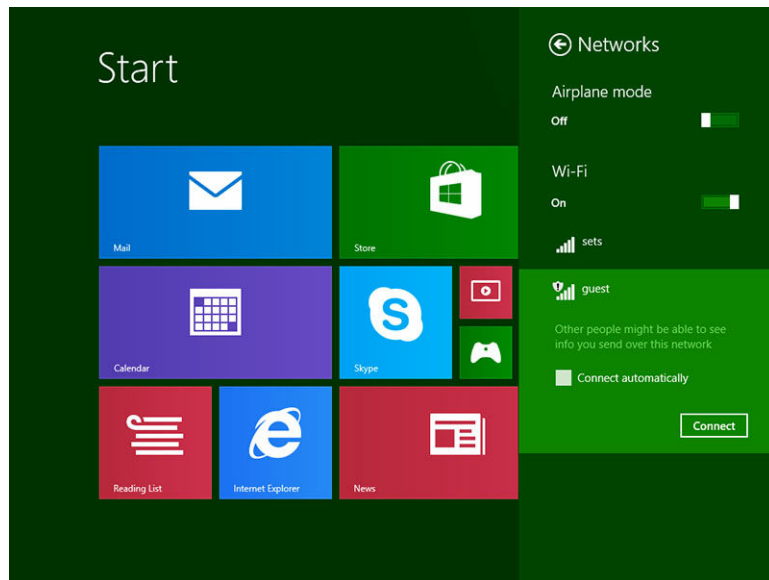 Start
Mail
Store
Calendar
Skype
Reading List
Internet Explorer
News
Networks
Airplane mode
Off
Wi-Fi
On
sets
guest
Other people might be able to see
info you send over this network
Connect automatically
Connect